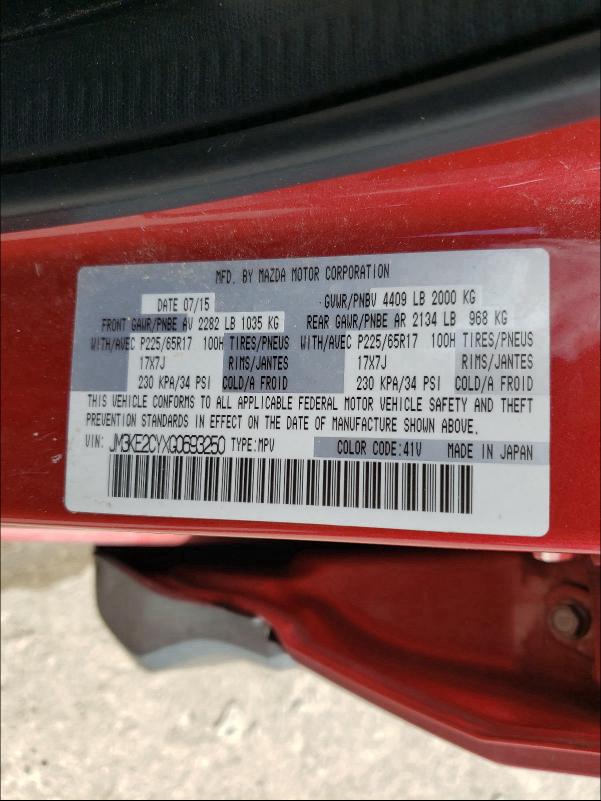 MFD. BY MAZDA MOTOR CORPORATION
DATE 07/15 GVWR/PNBV 4409 LB 2000 KG
FRONT GAWR/PNBE AV 2282 LB 1035 KG REAR GAWR/PNBE AR 2134 LB 968 KG
WITH/AVEC P225/65R17 100H TIRES/PNEUS WITH/AVEC P225/65R17 100H TIRES/PNEUS
17X7J RIMS/JANTES 17X7J RIMS/JANTES
230 KPA/34 PSI COLD/A FROID 230 KPA/34 PSI COLD/A FROID
THIS VEHICLE CONFORMS TO ALL APPLICABLE FEDERAL MOTOR VEHICLE SAFETY AND THEFT
PREVENTION STANDARDS IN EFFECT ON THE DATE OF MANUFACTURE SHOWN ABOVE.
VIN: JM3KE2CYXG0693250 TYPE:MPV COLOR CODE:41V MADE IN JAPAN